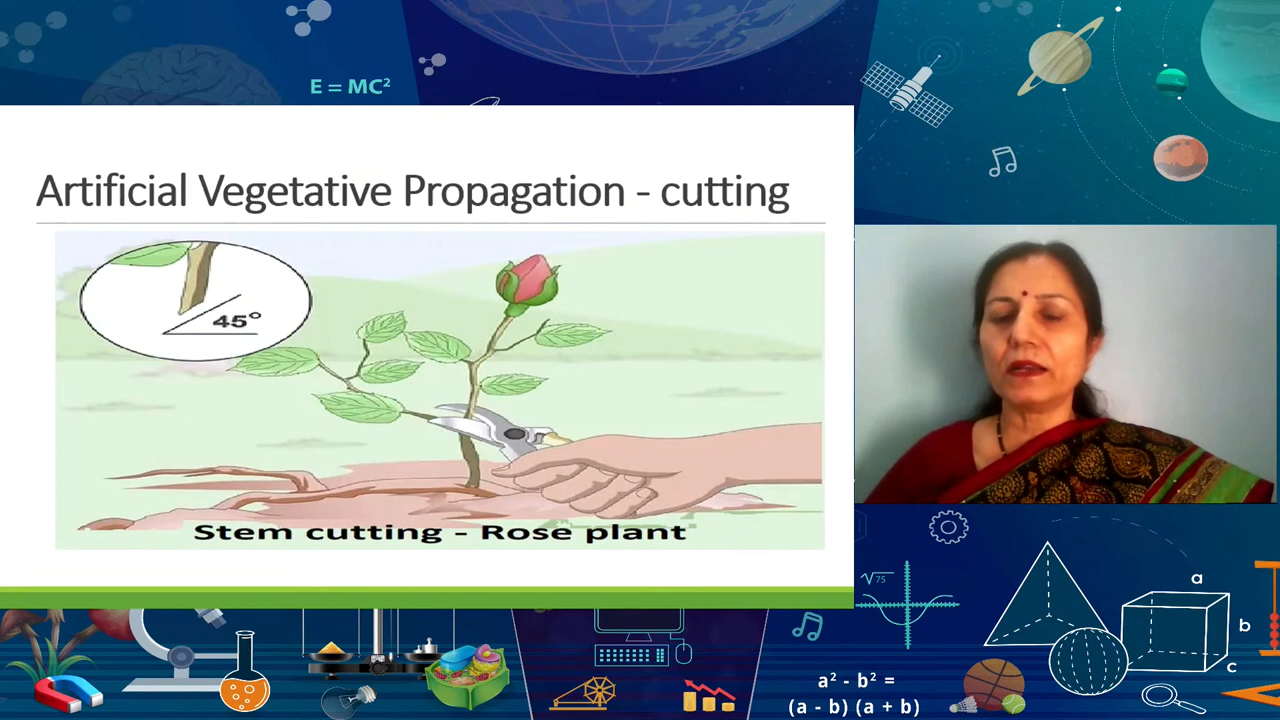 E = MC²
Artificial Vegetative Propagation - cutting
45°
Stem cutting - Rose plant
√75
a
b
c
a² - b² =
(a - b) (a + b)